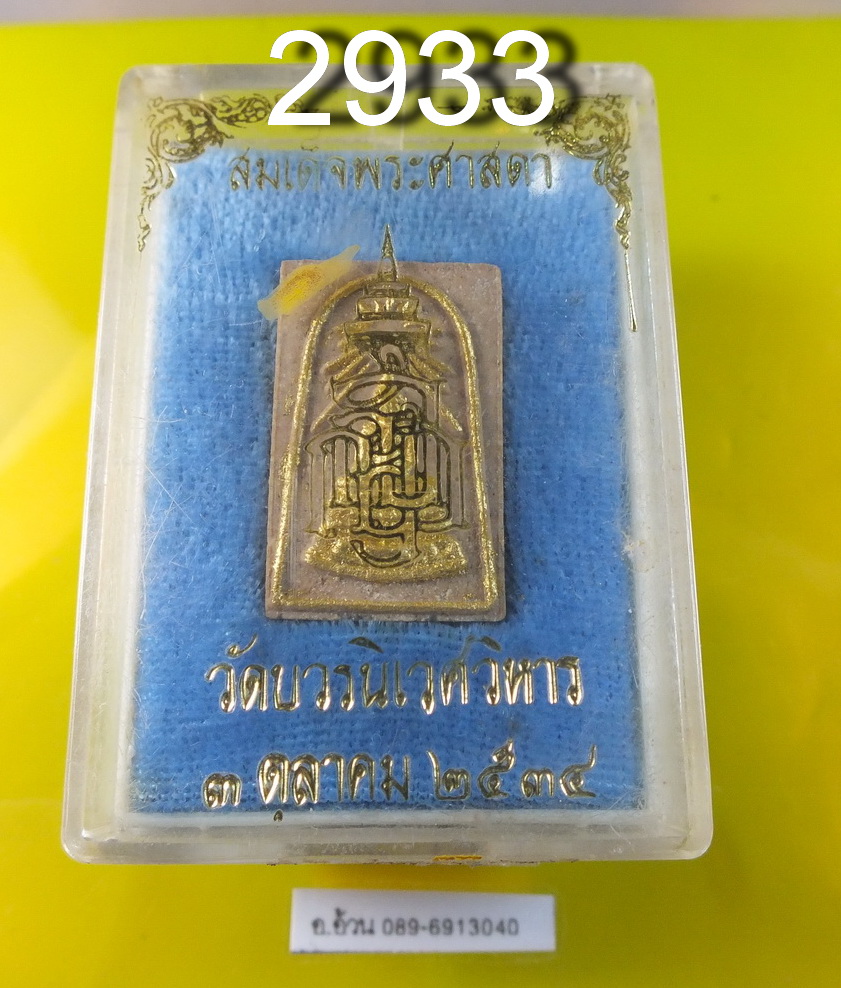 2933
สมเด็จพระศาสดา
วัดบวรนิเวศวิหาร
๓ ตุลาคม ๒๕๓๔
อ.อ้วน 089-6913040